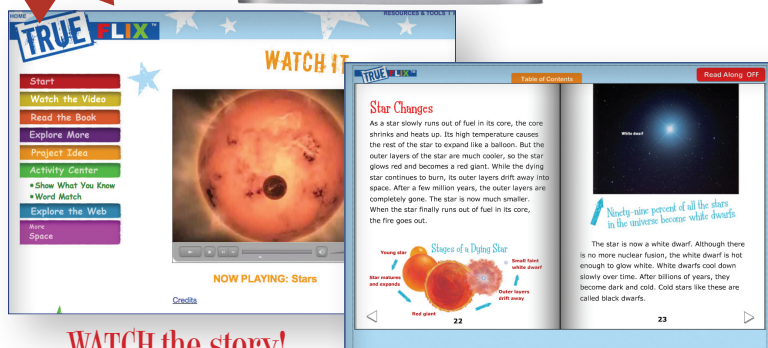 HOME
RESOURCES & TOOLS
TRUE FLIX™
WATCH IT
Start
Watch the Video
Read the Book
Explore More
Project Idea
Activity Center
• Show What You Know
• Word Match
Explore the Web
More
Space
NOW PLAYING: Stars
Credits
WATCH the story!
TRUE FLIX™
Table of Contents
Read Along OFF
Star Changes
As a star slowly runs out of fuel in its core, the core
shrinks and heats up. Its high temperature causes
the rest of the star to expand like a balloon. But the
outer layers of the star are much cooler, so the star
glows red and becomes a red giant. While the dying
star continues to burn, its outer layers drift away into
space. After a few million years, the outer layers are
completely gone. The star is now much smaller.
When the star finally runs out of fuel in its core,
the fire goes out.
Stages of a Dying Star
Young star
Star matures
and expands
Red giant
Outer layers
drift away
Small faint
white dwarf
22
White dwarf
Ninety-nine percent of all the stars
in the universe become white dwarfs
The star is now a white dwarf. Although there
is no more nuclear fusion, the white dwarf is hot
enough to glow white. White dwarfs cool down
slowly over time. After billions of years, they
become dark and cold. Cold stars like these are
called black dwarfs.
23